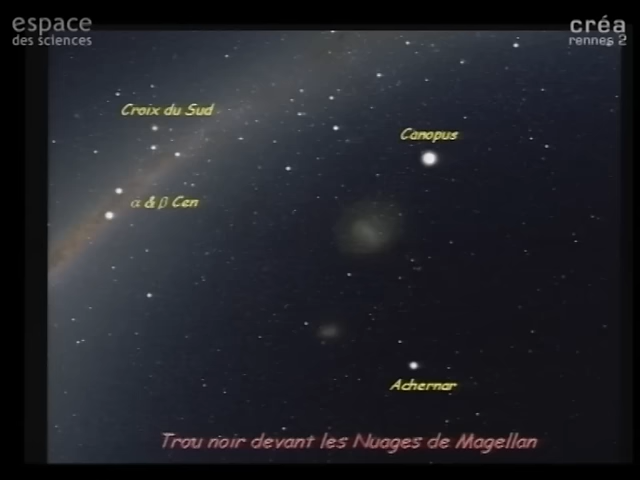 espace
des sciences
créa
rennes 2
Croix du Sud
Canopus
α & β Cen
Achernar
Trou noir devant les Nuages de Magellan